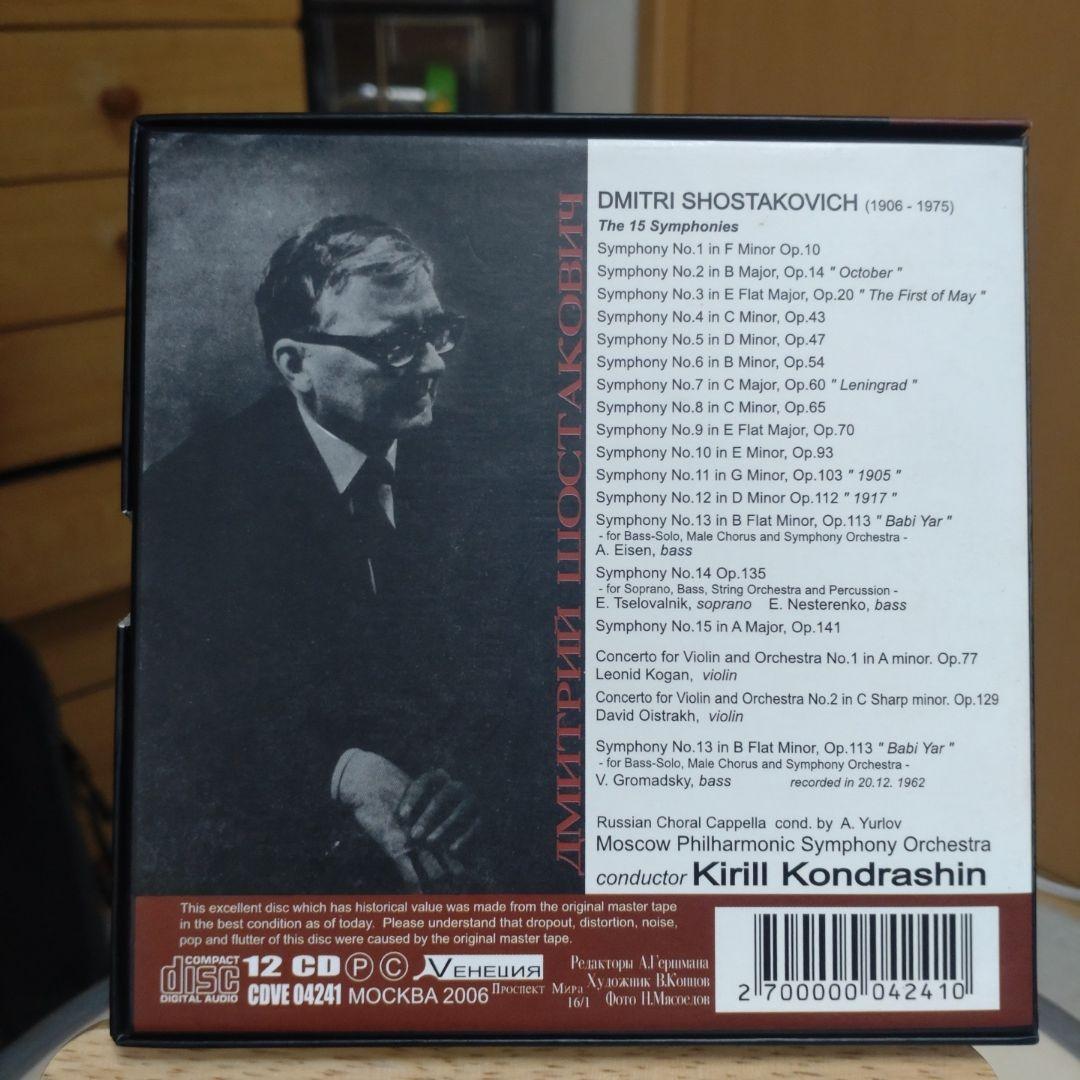 ДМИТРИЙ ШОСТАКОВИЧ
DMITRI SHOSTAKOVICH (1906 - 1975)
The 15 Symphonies
Symphony No.1 in F Minor Op.10
Symphony No.2 in B Major, Op.14 " October "
Symphony No.3 in E Flat Major, Op.20 " The First of May "
Symphony No.4 in C Minor, Op.43
Symphony No.5 in D Minor, Op.47
Symphony No.6 in B Minor, Op.54
Symphony No.7 in C Major, Op.60 " Leningrad "
Symphony No.8 in C Minor, Op.65
Symphony No.9 in E Flat Major, Op.70
Symphony No.10 in E Minor, Op.93
Symphony No.11 in G Minor, Op.103 " 1905 "
Symphony No.12 in D Minor Op.112 " 1917 "
Symphony No.13 in B Flat Minor, Op.113 " Babi Yar "
- for Bass-Solo, Male Chorus and Symphony Orchestra -
A. Eisen, bass
Symphony No.14 Op.135
- for Soprano, Bass, String Orchestra and Percussion -
E. Tselovalnik, soprano E. Nesterenko, bass
Symphony No.15 in A Major, Op.141
Concerto for Violin and Orchestra No.1 in A minor. Op.77
Leonid Kogan, violin
Concerto for Violin and Orchestra No.2 in C Sharp minor. Op.129
David Oistrakh, violin
Symphony No.13 in B Flat Minor, Op.113 " Babi Yar "
- for Bass-Solo, Male Chorus and Symphony Orchestra -
V. Gromadsky, bass recorded in 20.12. 1962
Russian Choral Cappella cond. by A. Yurlov
Moscow Philharmonic Symphony Orchestra
conductor Kirill Kondrashin
This excellent disc which has historical value was made from the original master tape
in the best condition as of today. Please understand that dropout, distortion, noise,
pop and flutter of this disc were caused by the original master tape.
COMPACT
disc
DIGITAL AUDIO
12 CD Ⓟ Ⓒ VЕНЕЦИЯ
CDVE 04241 МОСКВА 2006
Проспект Мира
16/1
Редакторы А.Гершмана
Художник В.Копцов
Фото П.Мясоедов
2 700000 042410